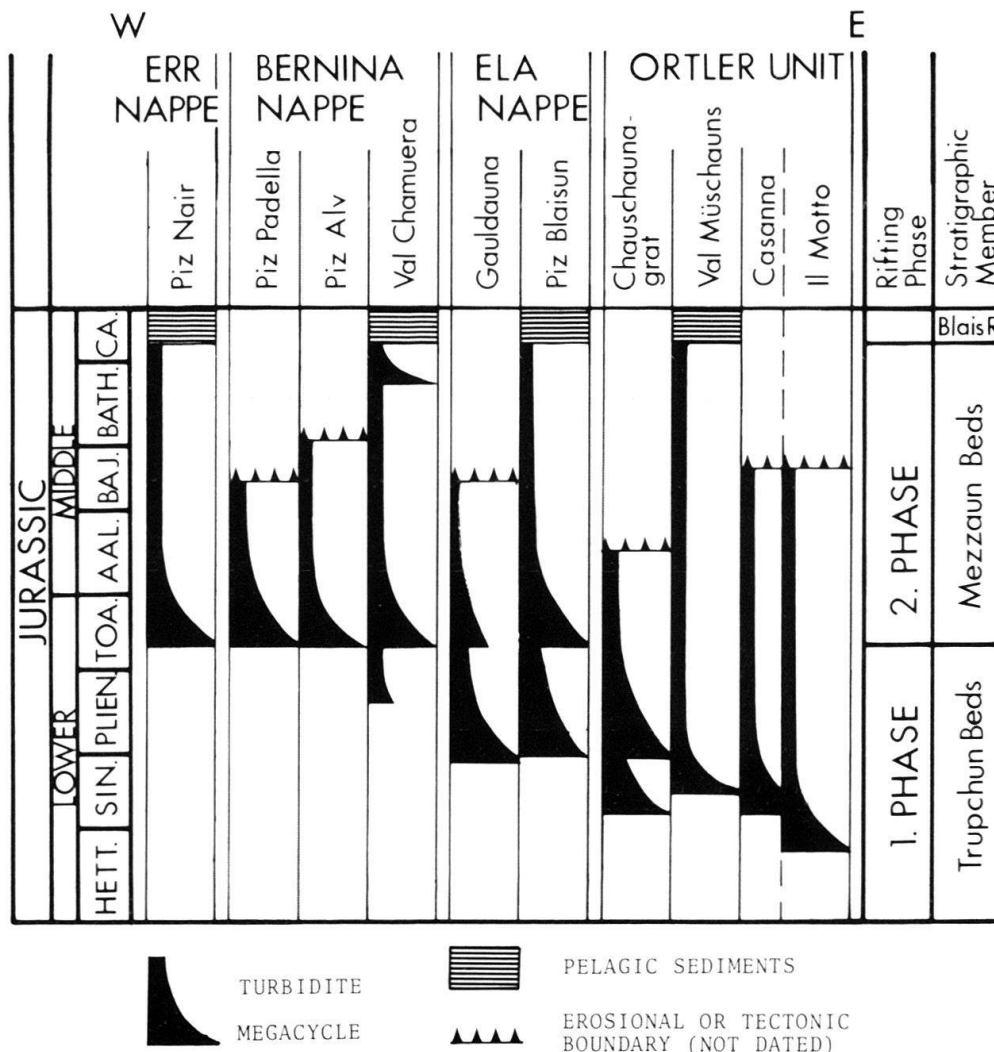 W
E
ERR
NAPPE
BERNINA
NAPPE
ELA
NAPPE
ORTLER UNIT
Piz Nair
Piz Padella
Piz Alv
Val Chamuera
Gauldauna
Piz Blaisun
Chauschauna-
grat
Val Müschauns
Casanna
Il Motto
Rifting
Phase
Stratigraphic
Member
JURASSIC
MIDDLE
LOWER
CA.
BATH.
BAJ.
AAL.
TOA.
PLIEN.
SIN.
HETT.
2. PHASE
1. PHASE
Blais R
Mezzaun Beds
Trupchun Beds
TURBIDITE
MEGACYCLE
PELAGIC SEDIMENTS
EROSIONAL OR TECTONIC
BOUNDARY (NOT DATED)